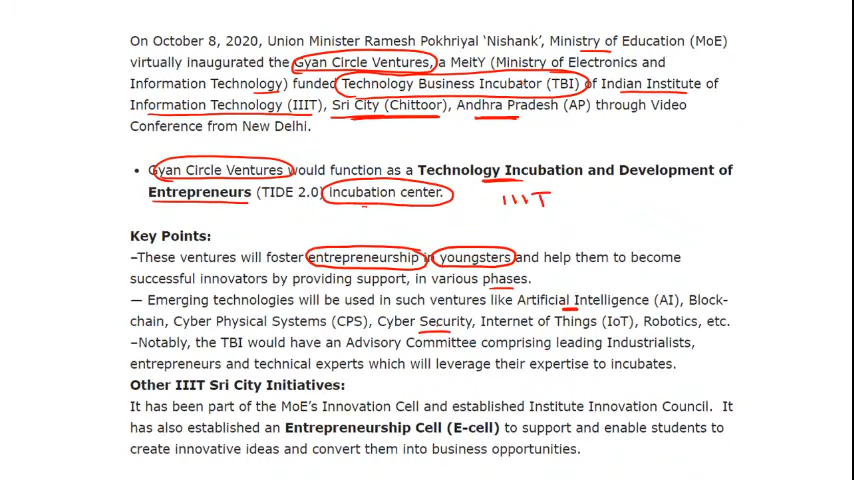 On October 8, 2020, Union Minister Ramesh Pokhriyal ‘Nishank’, Ministry of Education (MoE)
virtually inaugurated the Gyan Circle Ventures, a MeitY (Ministry of Electronics and
Information Technology) funded Technology Business Incubator (TBI) of Indian Institute of
Information Technology (IIIT), Sri City (Chittoor), Andhra Pradesh (AP) through Video
Conference from New Delhi.
• Gyan Circle Ventures would function as a Technology Incubation and Development of
Entrepreneurs (TIDE 2.0) incubation center.
IIIT
Key Points:
–These ventures will foster entrepreneurship in youngsters and help them to become
successful innovators by providing support, in various phases.
— Emerging technologies will be used in such ventures like Artificial Intelligence (AI), Block-
chain, Cyber Physical Systems (CPS), Cyber Security, Internet of Things (IoT), Robotics, etc.
–Notably, the TBI would have an Advisory Committee comprising leading Industrialists,
entrepreneurs and technical experts which will leverage their expertise to incubates.
Other IIIT Sri City Initiatives:
It has been part of the MoE’s Innovation Cell and established Institute Innovation Council.  It
has also established an Entrepreneurship Cell (E-cell) to support and enable students to
create innovative ideas and convert them into business opportunities.